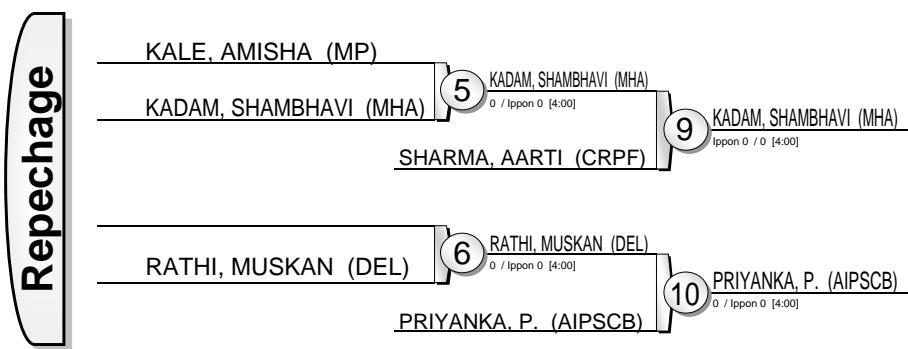 Repechage
KALE, AMISHA (MP)
KADAM, SHAMBHAVI (MHA)
5
KADAM, SHAMBHAVI (MHA)
0 / Ippon 0 [4:00]
SHARMA, AARTI (CRPF)
9
KADAM, SHAMBHAVI (MHA)
Ippon 0 / 0 [4:00]
RATHI, MUSKAN (DEL)
6
RATHI, MUSKAN (DEL)
0 / Ippon 0 [4:00]
PRIYANKA, P. (AIPSCB)
10
PRIYANKA, P. (AIPSCB)
0 / Ippon 0 [4:00]